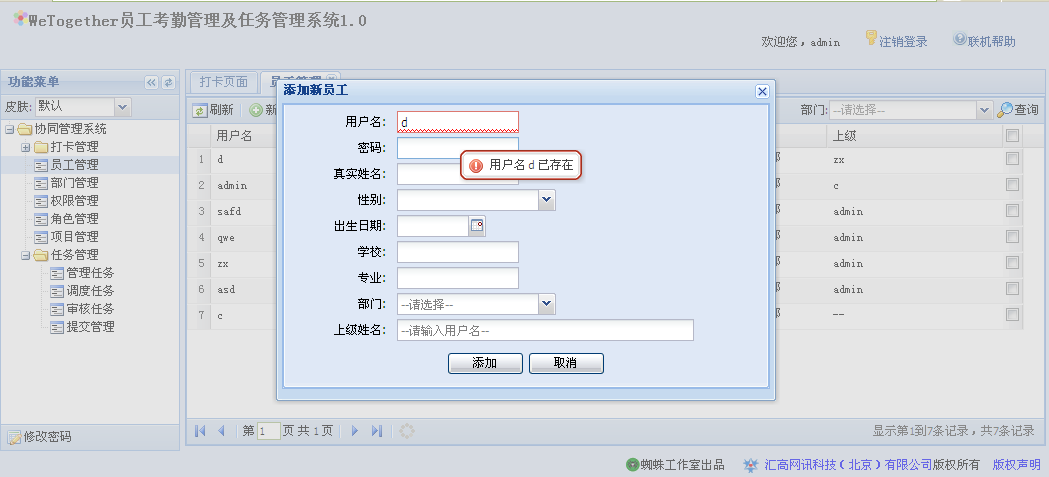 WeTogether员工考勤管理及任务管理系统1.0
欢迎您，admin 注销登录 联机帮助
功能菜单
打卡页面
皮肤: 默认
刷新
部门: --请选择-- 查询
协同管理系统
打卡管理
员工管理
部门管理
权限管理
角色管理
项目管理
任务管理
管理任务
调度任务
审核任务
提交管理
修改密码
用户名 上级
1 d zx
2 admin c
3 safd admin
4 qwe admin
5 zx admin
6 asd admin
7 c --
添加新员工
用户名: d
密码:
用户名 d 已存在
真实姓名:
性别:
出生日期:
学校:
专业:
部门: --请选择--
上级姓名: --请输入用户名--
添加 取消
第 1 页 共 1 页
显示第1到7条记录，共7条记录
蜘蛛工作室出品 汇高网讯科技（北京）有限公司版权所有 版权声明